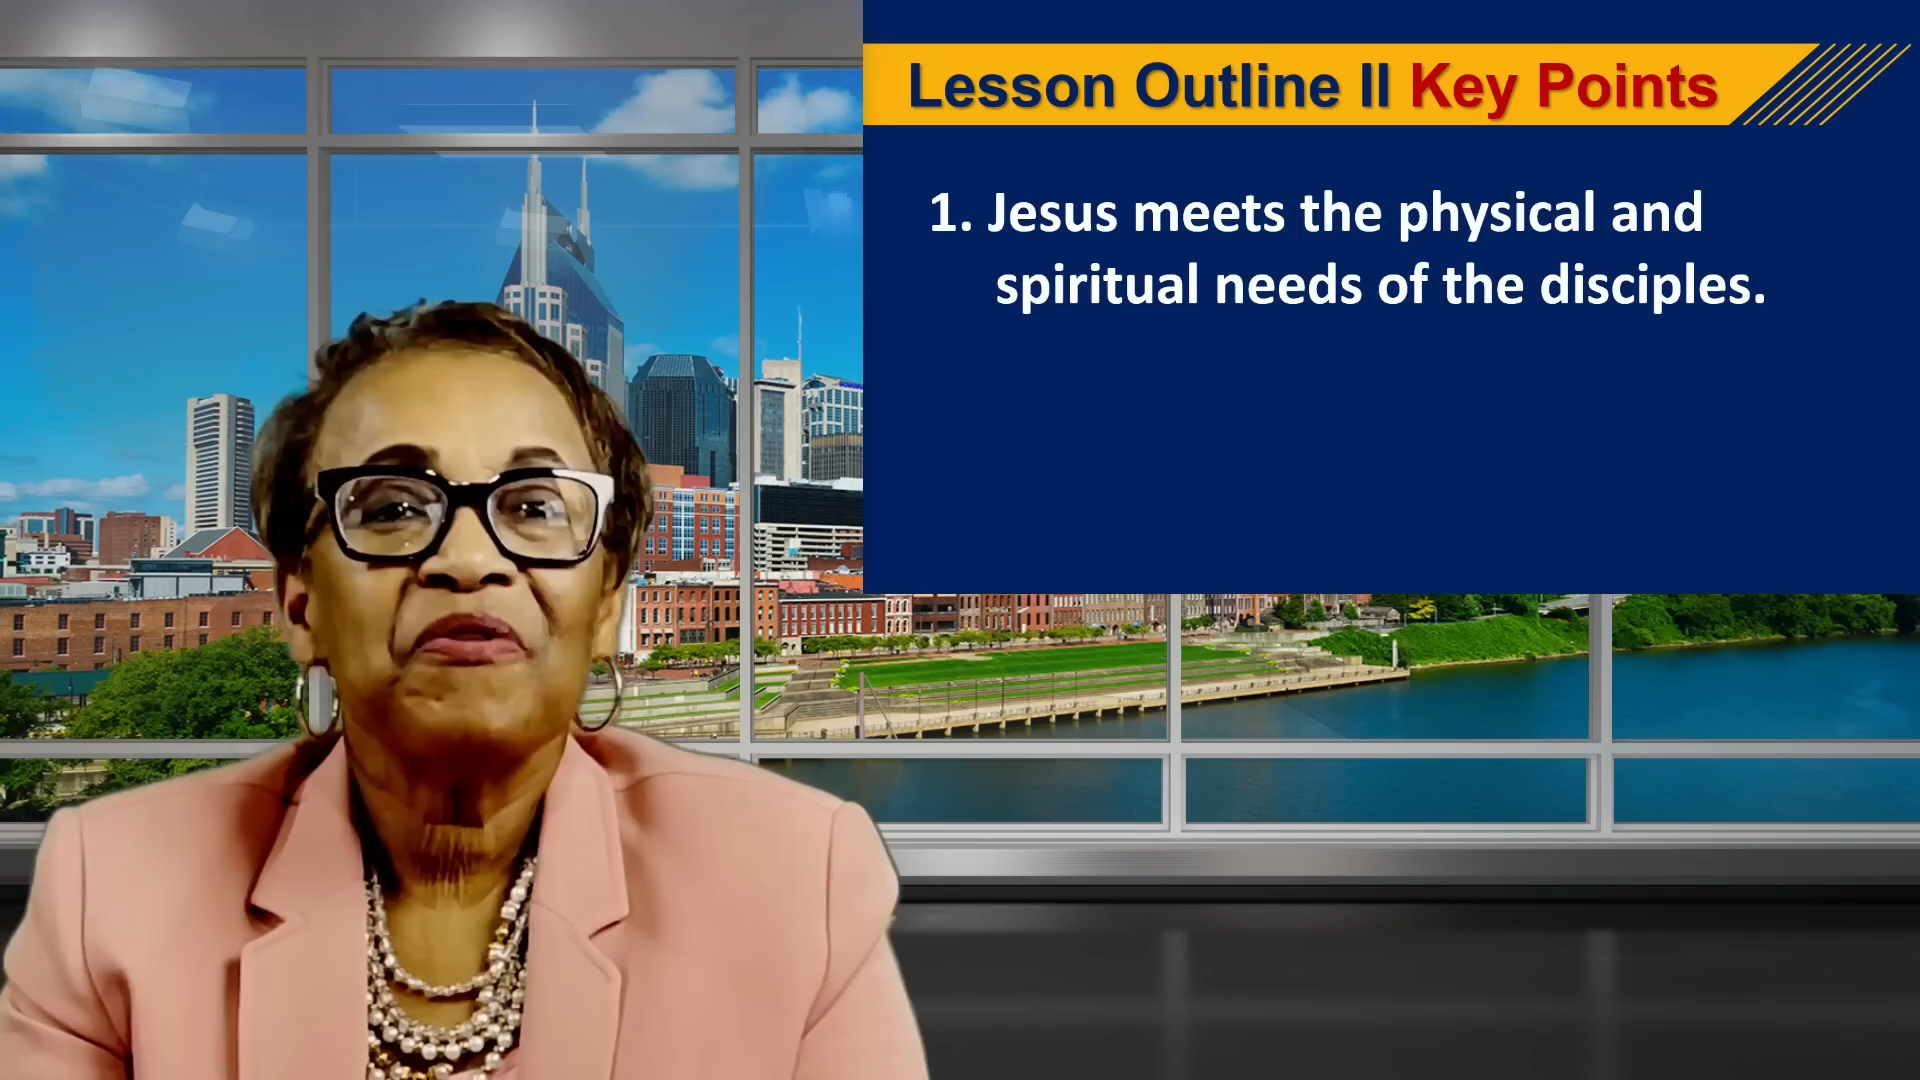 Lesson Outline II Key Points
1. Jesus meets the physical and
spiritual needs of the disciples.